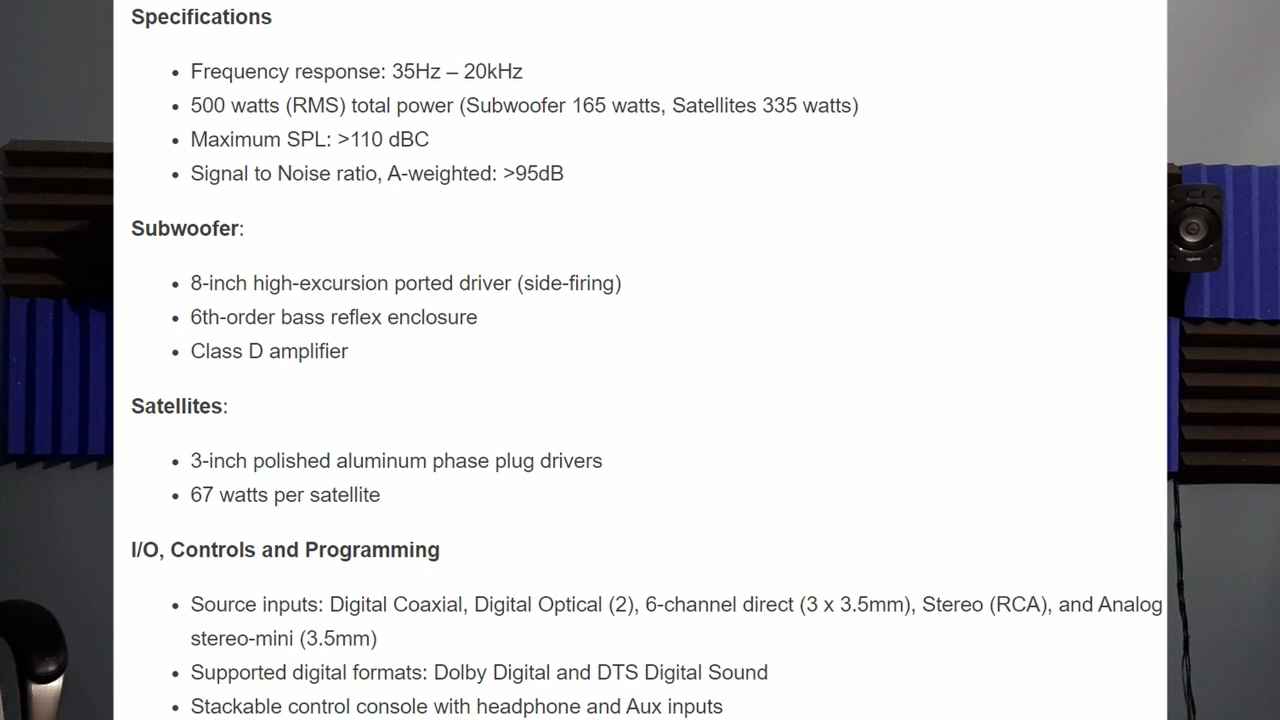 Specifications
Frequency response: 35Hz – 20kHz
500 watts (RMS) total power (Subwoofer 165 watts, Satellites 335 watts)
Maximum SPL: >110 dBC
Signal to Noise ratio, A-weighted: >95dB
Subwoofer:
8-inch high-excursion ported driver (side-firing)
6th-order bass reflex enclosure
Class D amplifier
Satellites:
3-inch polished aluminum phase plug drivers
67 watts per satellite
I/O, Controls and Programming
Source inputs: Digital Coaxial, Digital Optical (2), 6-channel direct (3 x 3.5mm), Stereo (RCA), and Analog
stereo-mini (3.5mm)
Supported digital formats: Dolby Digital and DTS Digital Sound
Stackable control console with headphone and Aux inputs
logitech